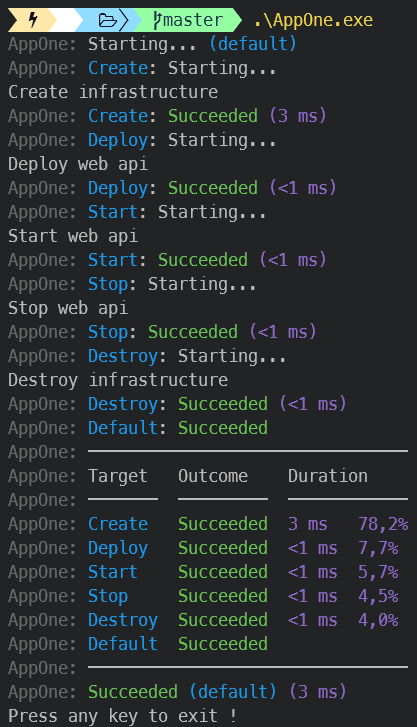 master .\AppOne.exe
AppOne: Starting... (default)
AppOne: Create: Starting...
Create infrastructure
AppOne: Create: Succeeded (3 ms)
AppOne: Deploy: Starting...
Deploy web api
AppOne: Deploy: Succeeded (<1 ms)
AppOne: Start: Starting...
Start web api
AppOne: Start: Succeeded (<1 ms)
AppOne: Stop: Starting...
Stop web api
AppOne: Stop: Succeeded (<1 ms)
AppOne: Destroy: Starting...
Destroy infrastructure
AppOne: Destroy: Succeeded (<1 ms)
AppOne: Default: Succeeded
AppOne:
AppOne: Target Outcome Duration
AppOne:
AppOne: Create Succeeded 3 ms 78,2%
AppOne: Deploy Succeeded <1 ms 7,7%
AppOne: Start Succeeded <1 ms 5,7%
AppOne: Stop Succeeded <1 ms 4,5%
AppOne: Destroy Succeeded <1 ms 4,0%
AppOne: Default Succeeded
AppOne:
AppOne: Succeeded (default) (3 ms)
Press any key to exit !